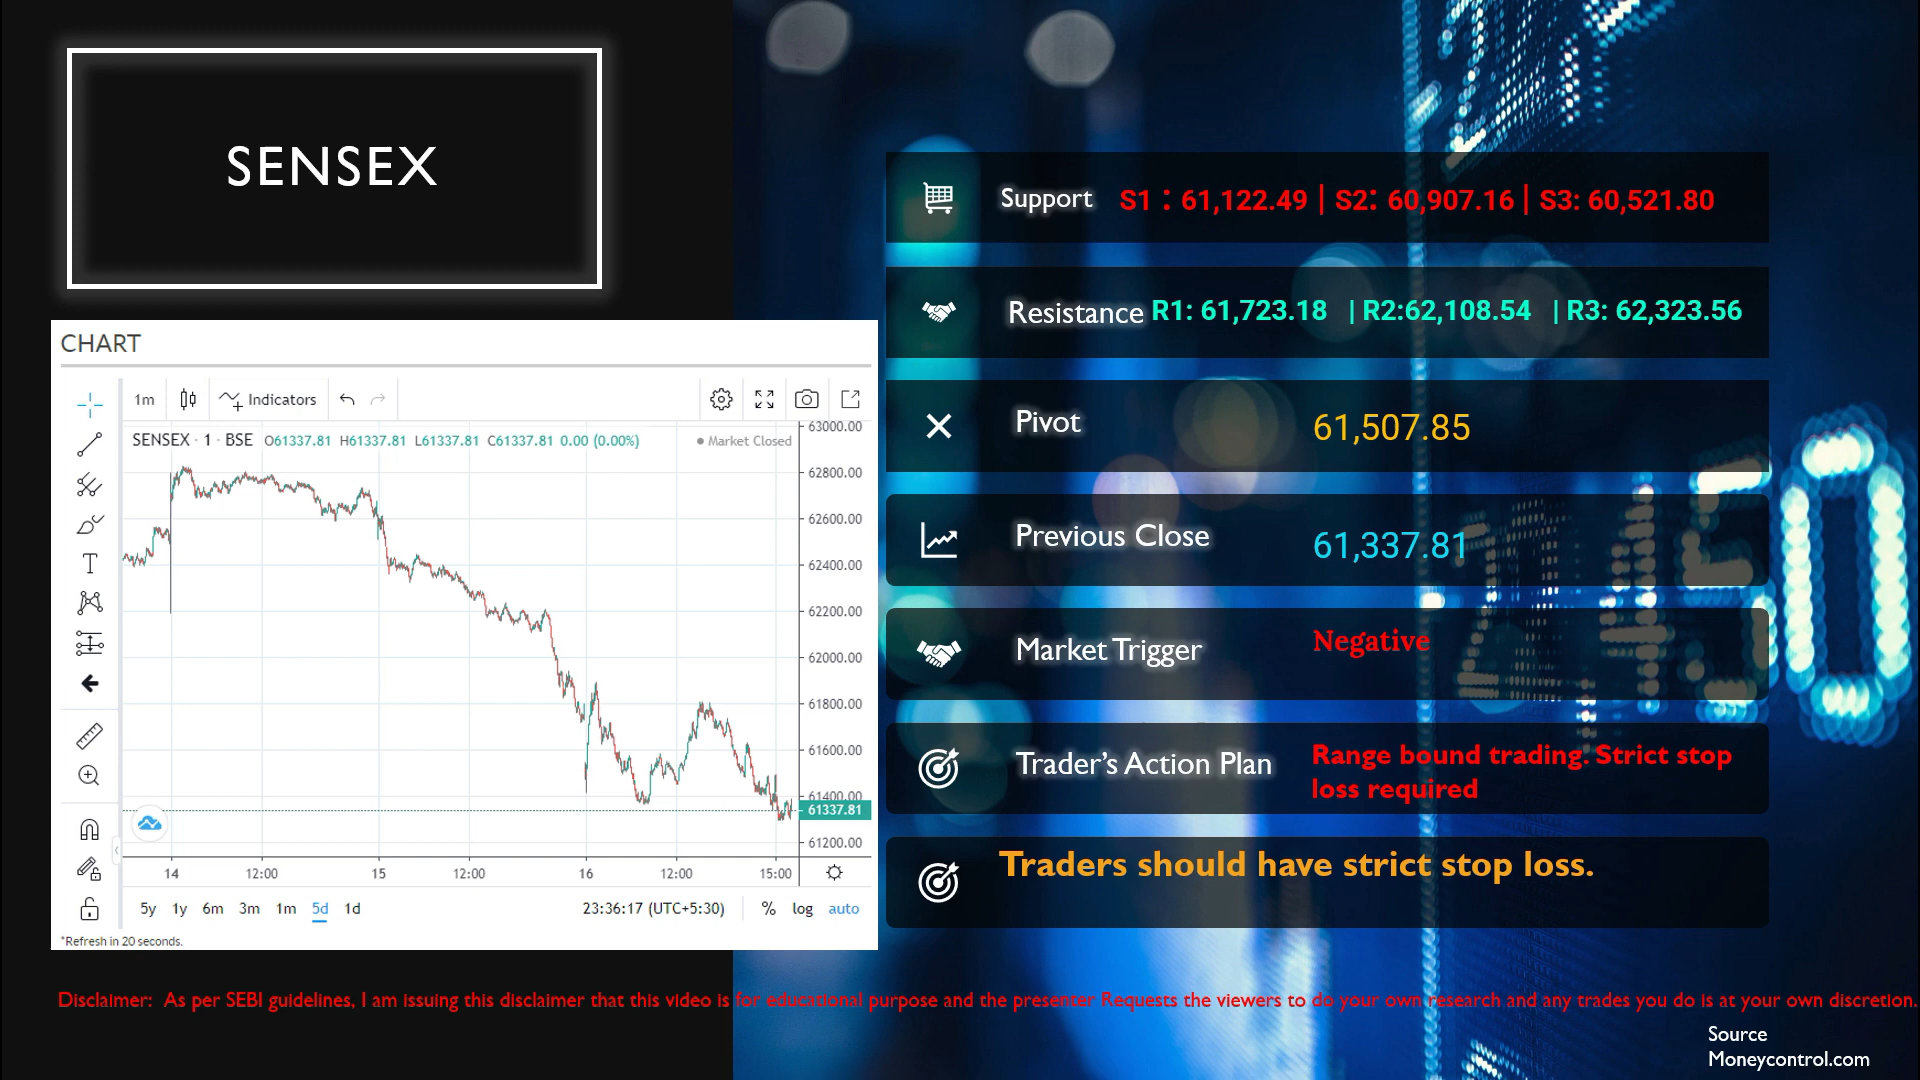 SENSEX
Support S1 : 61,122.49 | S2: 60,907.16 | S3: 60,521.80
Resistance R1: 61,723.18 | R2:62,108.54 | R3: 62,323.56
Pivot 61,507.85
Previous Close 61,337.81
Market Trigger Negative
Trader's Action Plan Range bound trading. Strict stop
loss required
Traders should have strict stop loss.
CHART
1m Indicators
SENSEX · 1 · BSE O61337.81 H61337.81 L61337.81 C61337.81 0.00 (0.00%) Market Closed
63000.00
62800.00
62600.00
62400.00
62200.00
62000.00
61800.00
61600.00
61400.00
61337.81
61200.00
14 12:00 15 12:00 16 12:00 15:00
5y 1y 6m 3m 1m 5d 1d 23:36:17 (UTC+5:30) % log auto
*Refresh in 20 seconds.
Disclaimer: As per SEBI guidelines, I am issuing this disclaimer that this video is for educational purpose and the presenter Requests the viewers to do your own research and any trades you do is at your own discretion.
Source
Moneycontrol.com